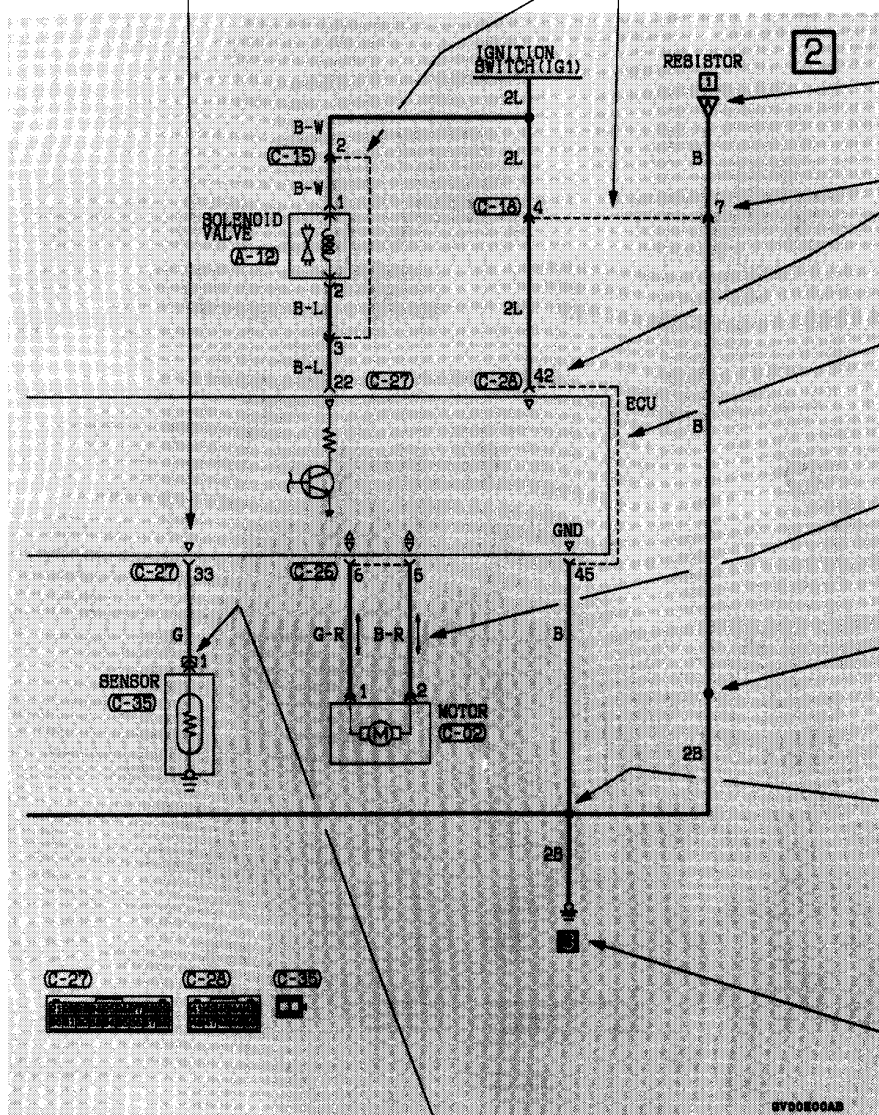 2
IGNITION
SWITCH(IG1)
RESISTOR
1
2L
B-W
2
C-15
2L
B
B-W
1
C-18
4
7
SOLENOID
VALVE
A-12
2
B-L
2L
3
B-L
22
C-27
C-28
42
ECU
B
GND
C-27
33
C-26
6
5
45
G
G-R
B-R
B
1
SENSOR
C-35
1
2
MOTOR
C-02
2B
2B
C-27
C-28
C-35